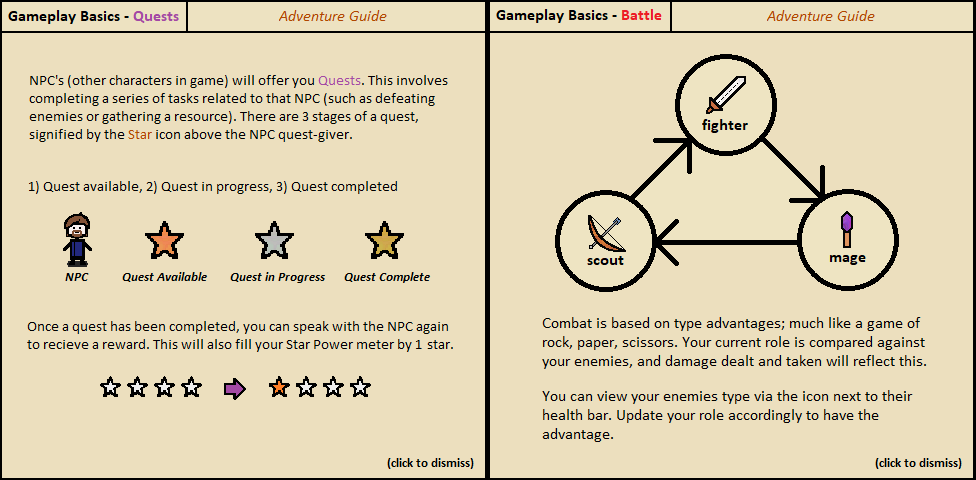 Gameplay Basics - Quests
Adventure Guide
NPC's (other characters in game) will offer you Quests. This involves
completing a series of tasks related to that NPC (such as defeating
enemies or gathering a resource). There are 3 stages of a quest,
signified by the Star icon above the NPC quest-giver.
1) Quest available, 2) Quest in progress, 3) Quest completed
NPC
Quest Available
Quest in Progress
Quest Complete
Once a quest has been completed, you can speak with the NPC again
to recieve a reward. This will also fill your Star Power meter by 1 star.
(click to dismiss)
Gameplay Basics - Battle
Adventure Guide
fighter
scout
mage
Combat is based on type advantages; much like a game of
rock, paper, scissors. Your current role is compared against
your enemies, and damage dealt and taken will reflect this.
You can view your enemies type via the icon next to their
health bar. Update your role accordingly to have the
advantage.
(click to dismiss)